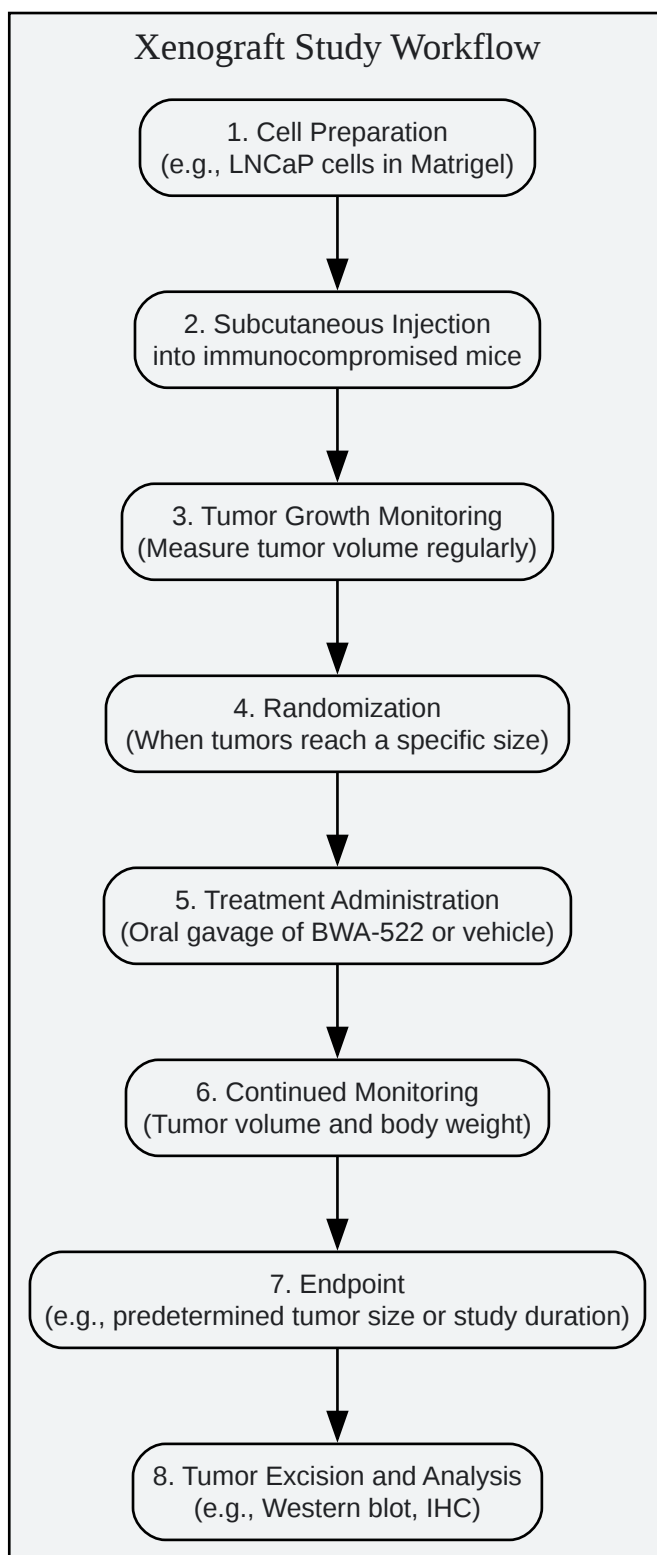 Xenograft Study Workflow
1. Cell Preparation
(e.g., LNCaP cells in Matrigel)
2. Subcutaneous Injection
into immunocompromised mice
3. Tumor Growth Monitoring
(Measure tumor volume regularly)
4. Randomization
(When tumors reach a specific size)
5. Treatment Administration
(Oral gavage of BWA-522 or vehicle)
6. Continued Monitoring
(Tumor volume and body weight)
7. Endpoint
(e.g., predetermined tumor size or study duration)
8. Tumor Excision and Analysis
(e.g., Western blot, IHC)